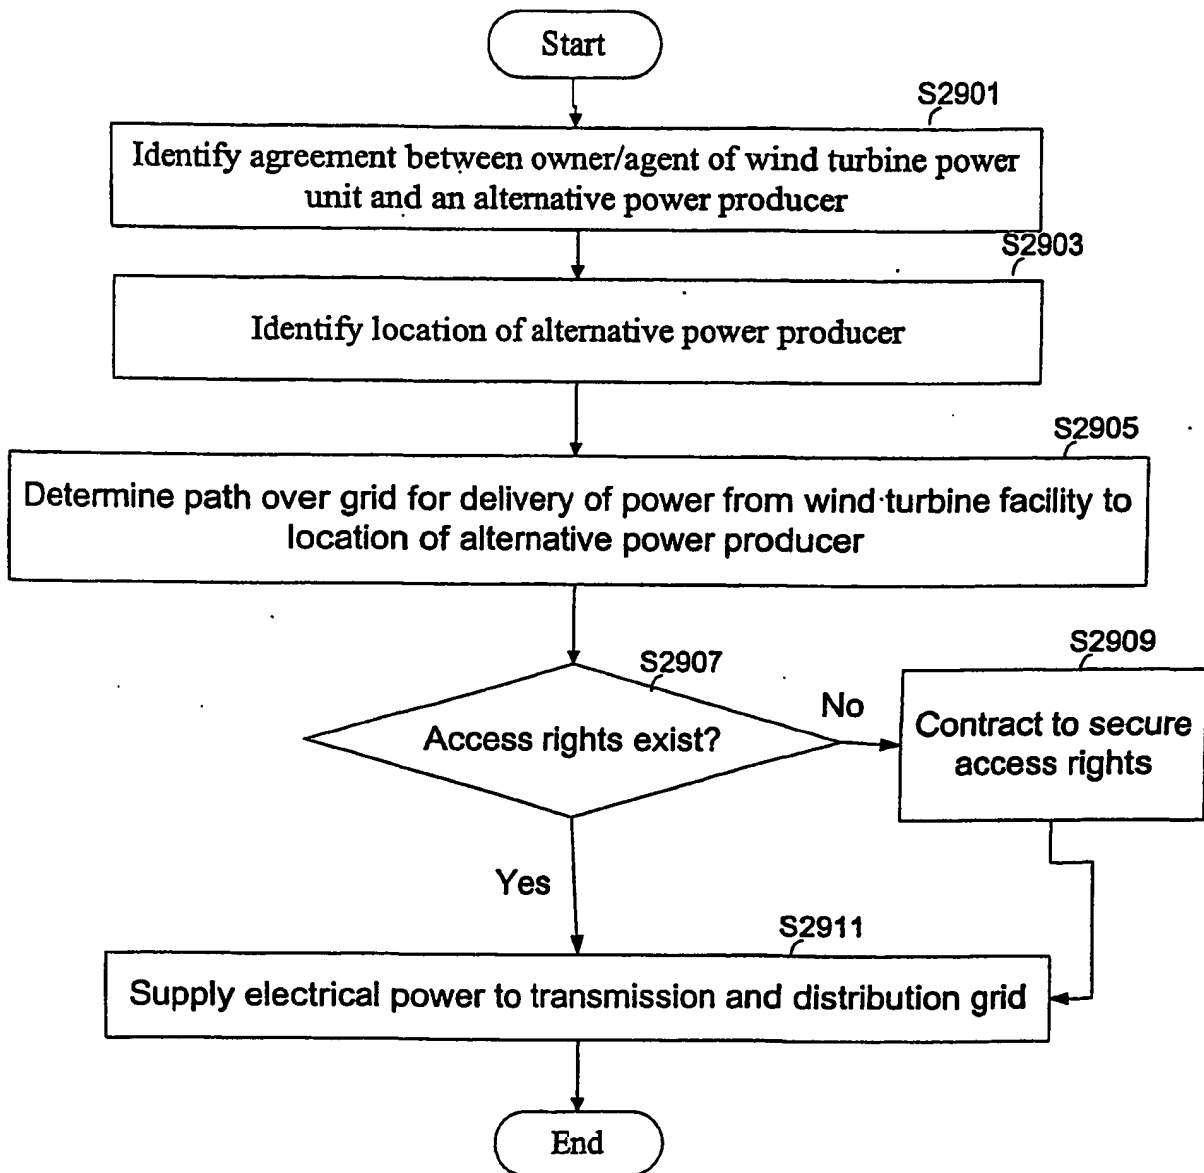 Start
S2901
Identify agreement between owner/agent of wind turbine power
unit and an alternative power producer
S2903
Identify location of alternative power producer
S2905
Determine path over grid for delivery of power from wind turbine facility to
location of alternative power producer
S2907
Access rights exist?
No
S2909
Contract to secure
access rights
Yes
S2911
Supply electrical power to transmission and distribution grid
End